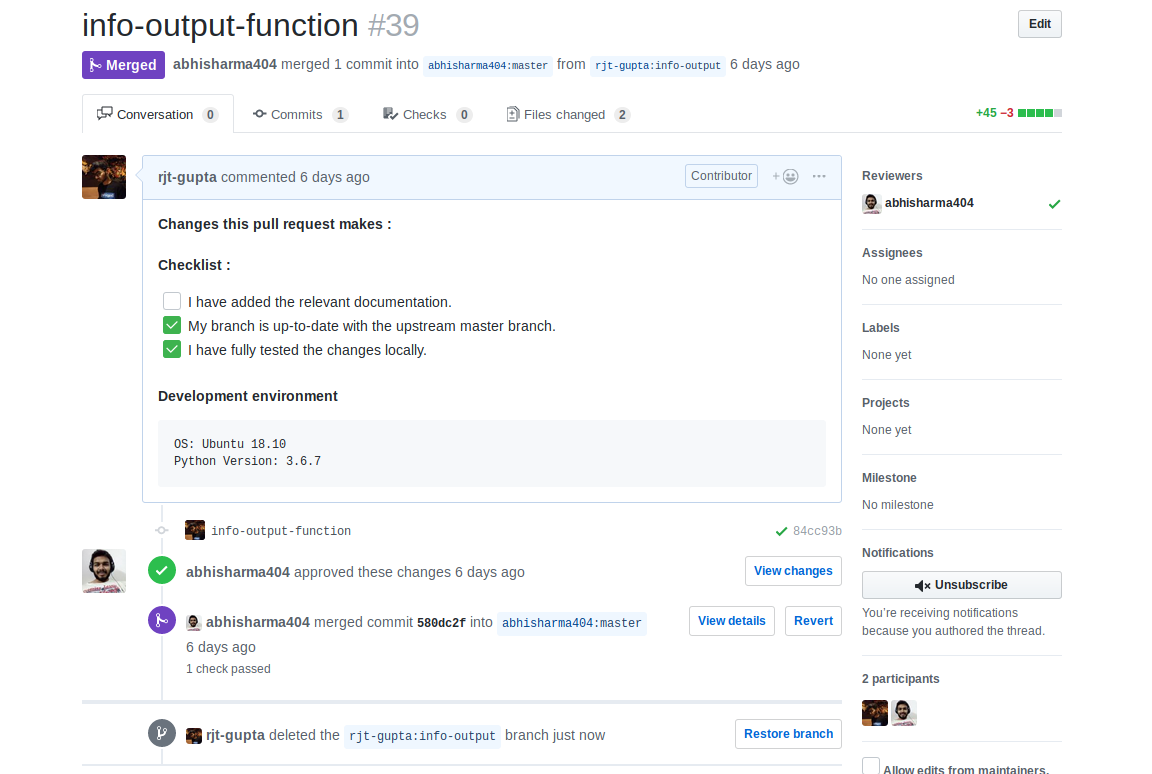 info-output-function #39
Edit
Merged abhisharma404 merged 1 commit into abhisharma404:master from rjt-gupta:info-output 6 days ago
Conversation 0 Commits 1 Checks 0 Files changed 2
+45 −3
rjt-gupta commented 6 days ago
Contributor
Changes this pull request makes :
Checklist :
I have added the relevant documentation.
My branch is up-to-date with the upstream master branch.
I have fully tested the changes locally.
Development environment
OS: Ubuntu 18.10
Python Version: 3.6.7
info-output-function 84cc93b
abhisharma404 approved these changes 6 days ago
View changes
abhisharma404 merged commit 580dc2f into abhisharma404:master
6 days ago
1 check passed
View details Revert
rjt-gupta deleted the rjt-gupta:info-output branch just now
Restore branch
Reviewers
abhisharma404
Assignees
No one assigned
Labels
None yet
Projects
None yet
Milestone
No milestone
Notifications
Unsubscribe
You’re receiving notifications
because you authored the thread.
2 participants
Allow edits from maintainers.